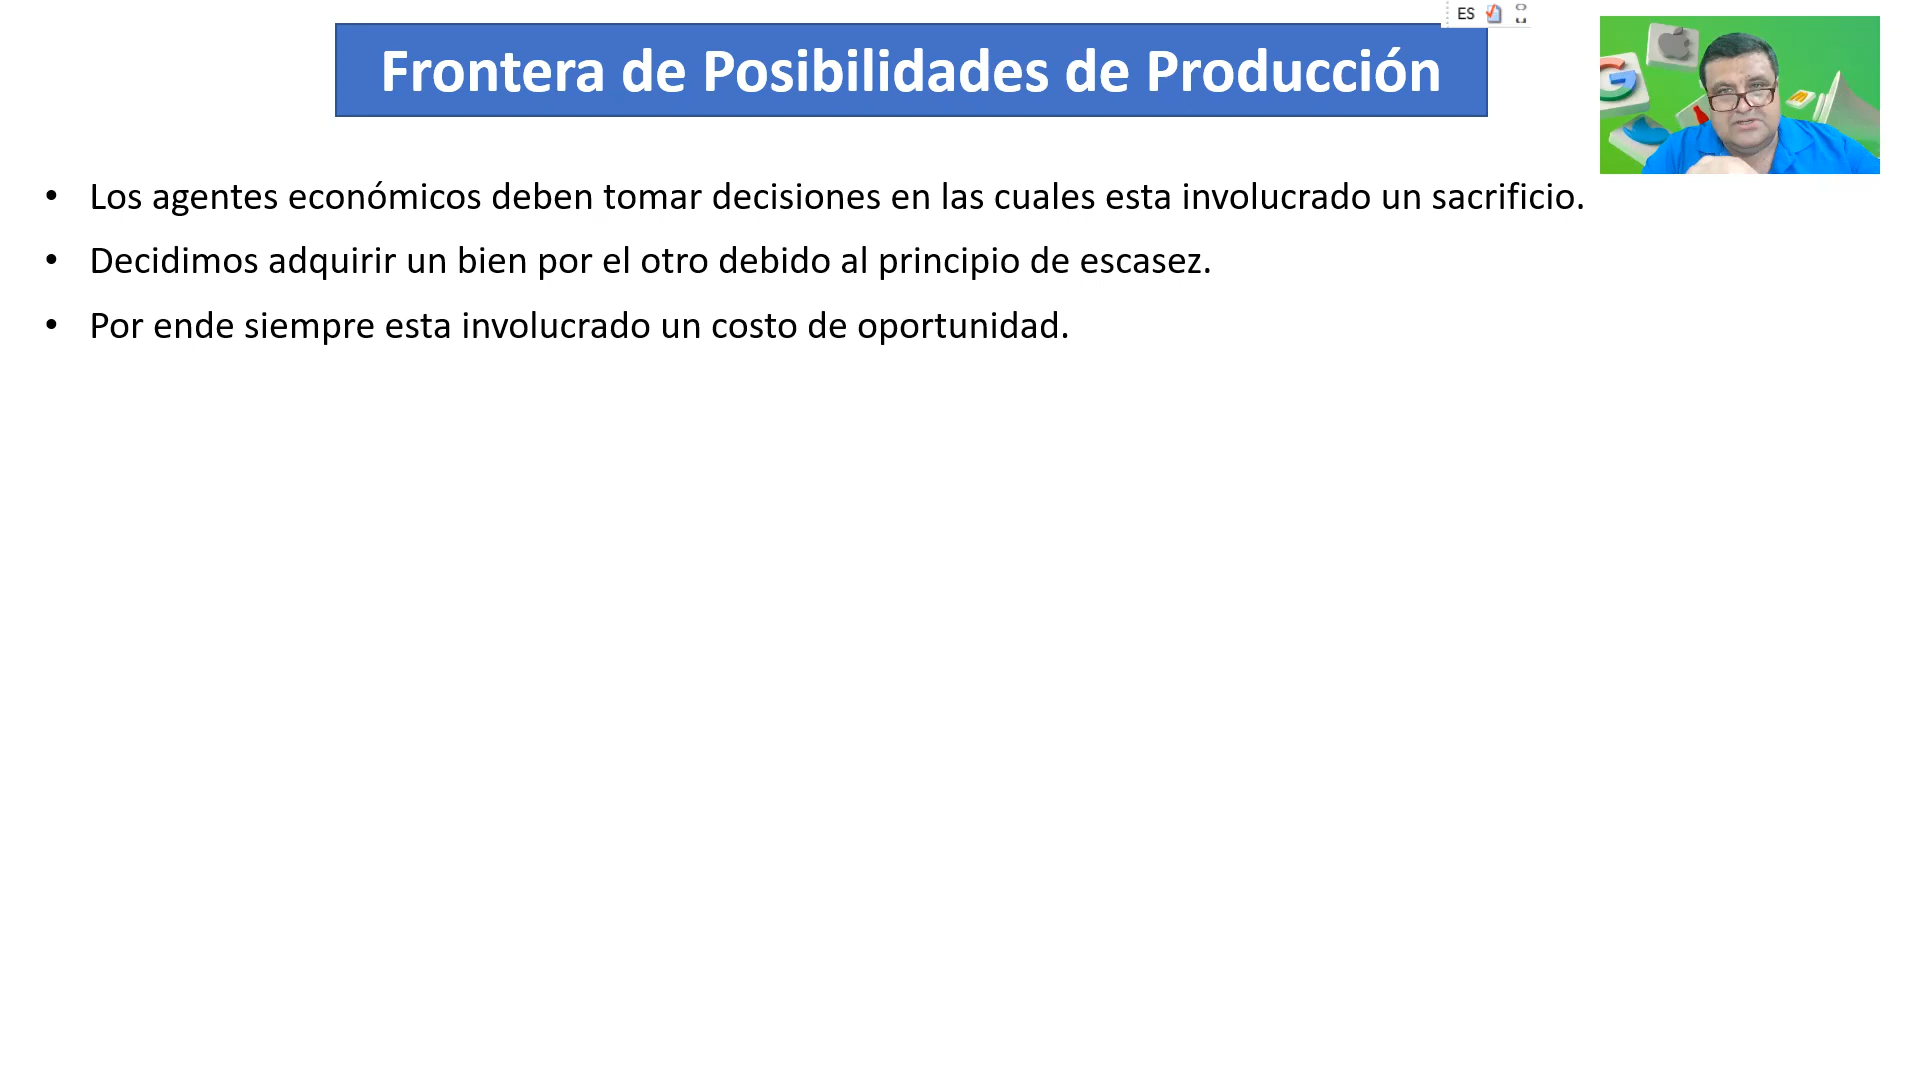 ES
Frontera de Posibilidades de Producción
• Los agentes económicos deben tomar decisiones en las cuales esta involucrado un sacrificio.
• Decidimos adquirir un bien por el otro debido al principio de escasez.
• Por ende siempre esta involucrado un costo de oportunidad.